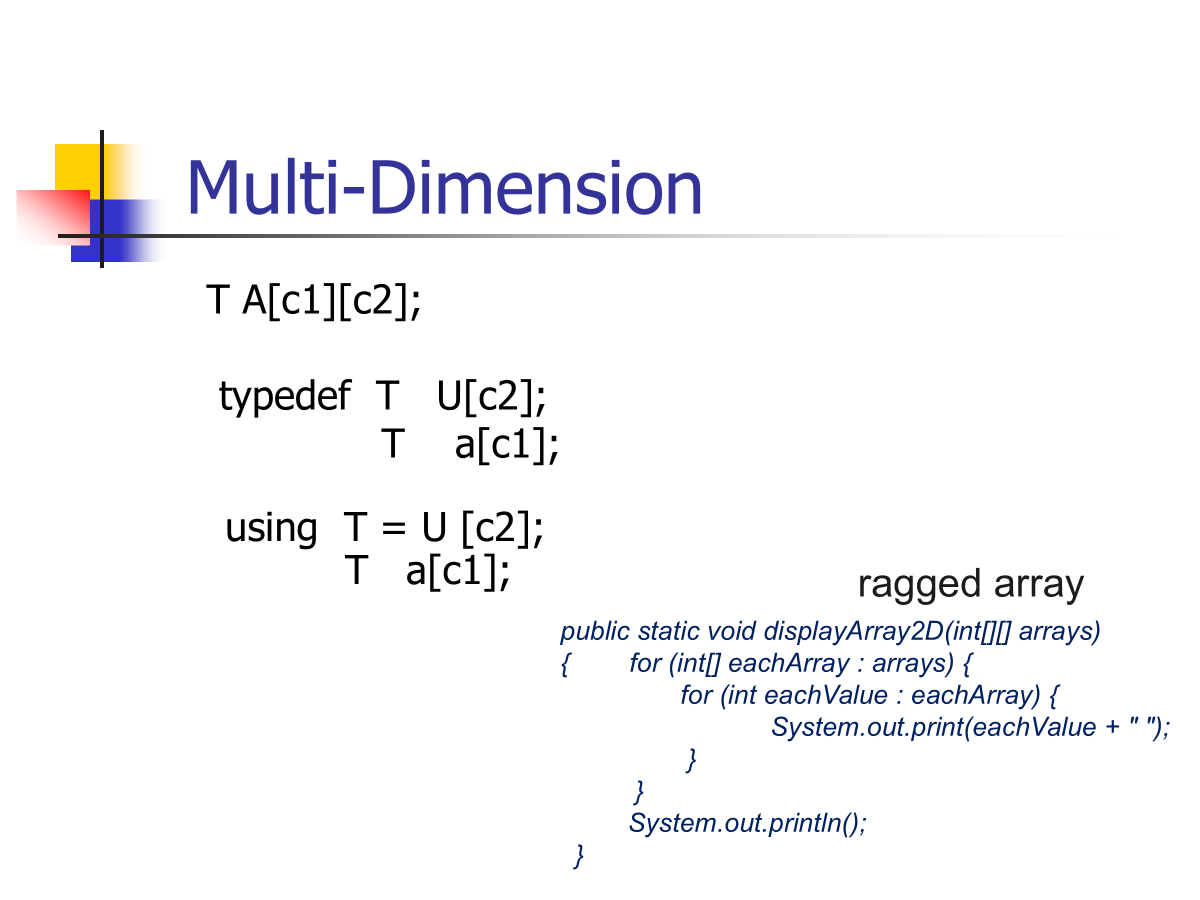 Multi-Dimension
T A[c1][c2];
typedef T U[c2];
T a[c1];
using T = U [c2];
T a[c1];
ragged array
public static void displayArray2D(int[][] arrays)
{ for (int[] eachArray : arrays) {
for (int eachValue : eachArray) {
System.out.print(eachValue + " ");
}
}
System.out.println();
}